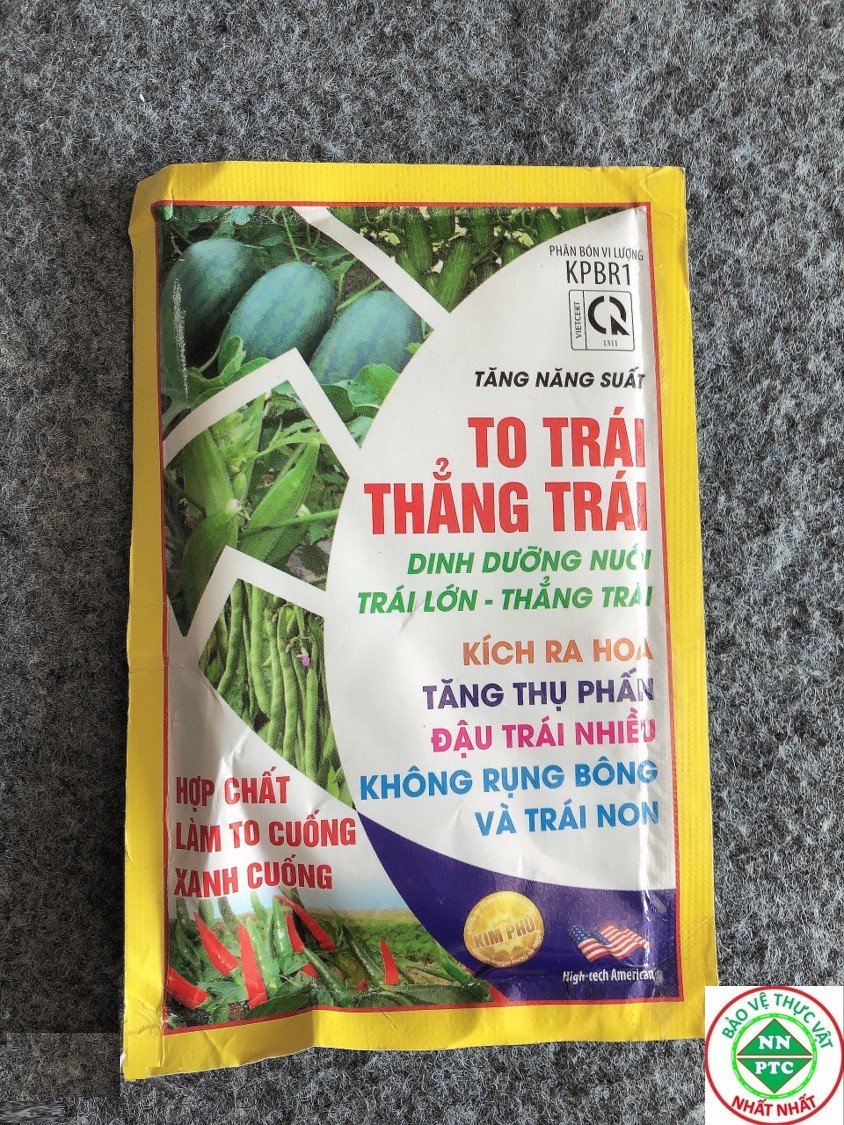 PHÂN BÓN VI LƯỢNG
KPBR1
VIETCERT
1311
TĂNG NĂNG SUẤT
TO TRÁI
THẲNG TRÁI
DINH DƯỠNG NUÔI
TRÁI LỚN - THẲNG TRÁI
KÍCH RA HOA
TĂNG THỤ PHẤN
ĐẬU TRÁI NHIỀU
KHÔNG RỤNG BÔNG
VÀ TRÁI NON
HỢP CHẤT
LÀM TO CUỐNG
XANH CUỐNG
KIM PHÚ
High-tech American
BẢO VỆ THỰC VẬT
NN
PTC
NHẤT NHẤT